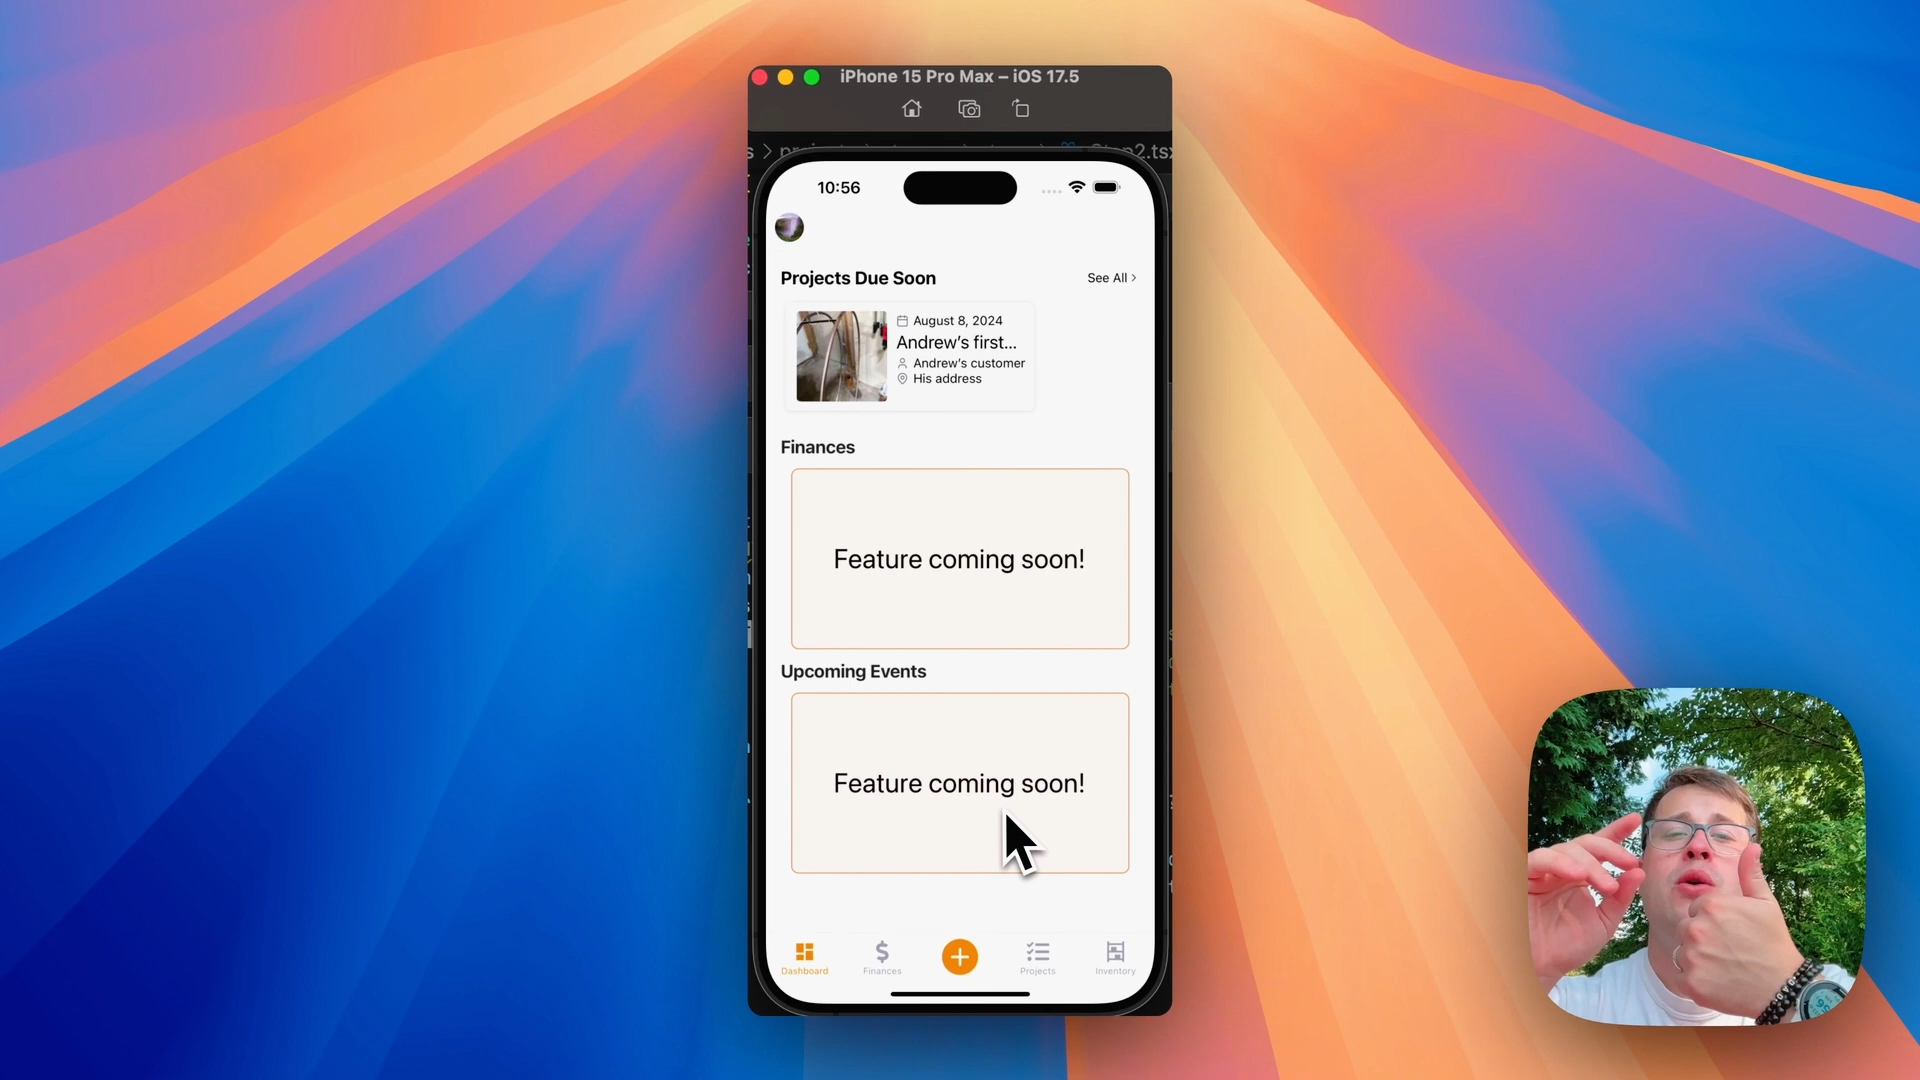 iPhone 15 Pro Max – iOS 17.5
10:56
Projects Due Soon
See All
August 8, 2024
Andrew's first...
Andrew's customer
His address
Finances
Feature coming soon!
Upcoming Events
Feature coming soon!
Dashboard
Finances
Projects
Inventory